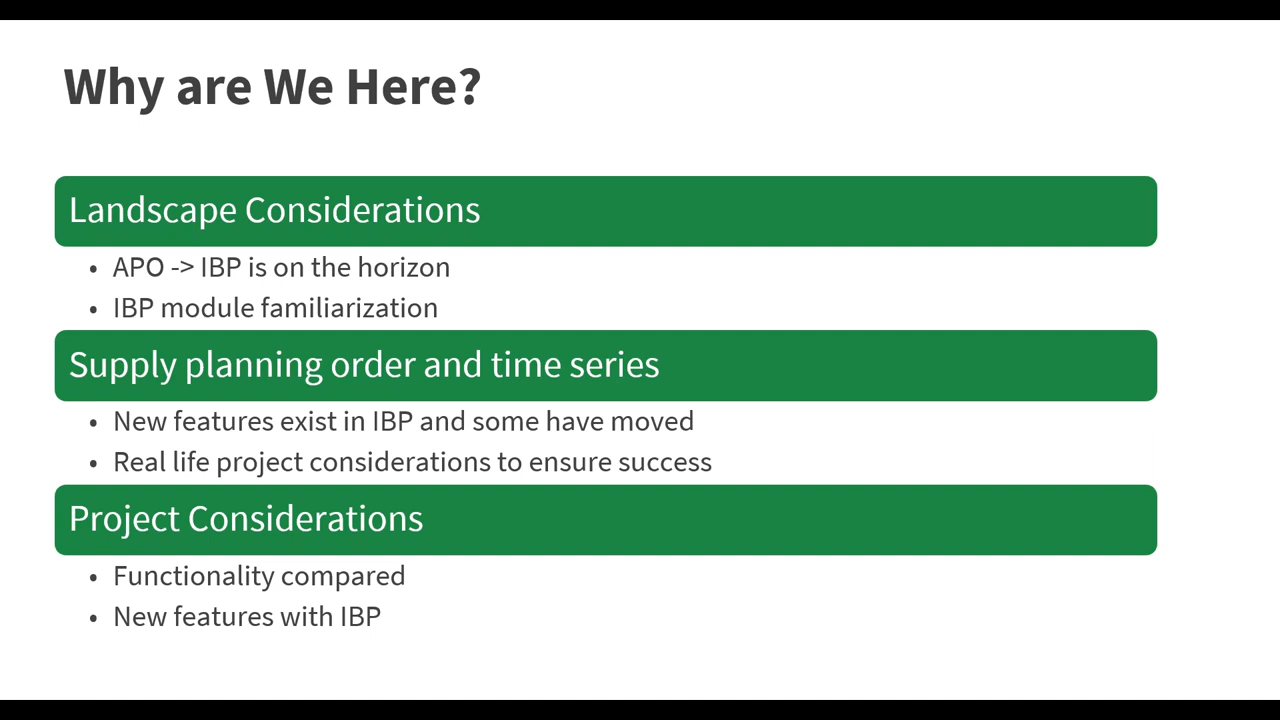 Why are We Here?
Landscape Considerations
• APO -> IBP is on the horizon
• IBP module familiarization
Supply planning order and time series
• New features exist in IBP and some have moved
• Real life project considerations to ensure success
Project Considerations
• Functionality compared
• New features with IBP